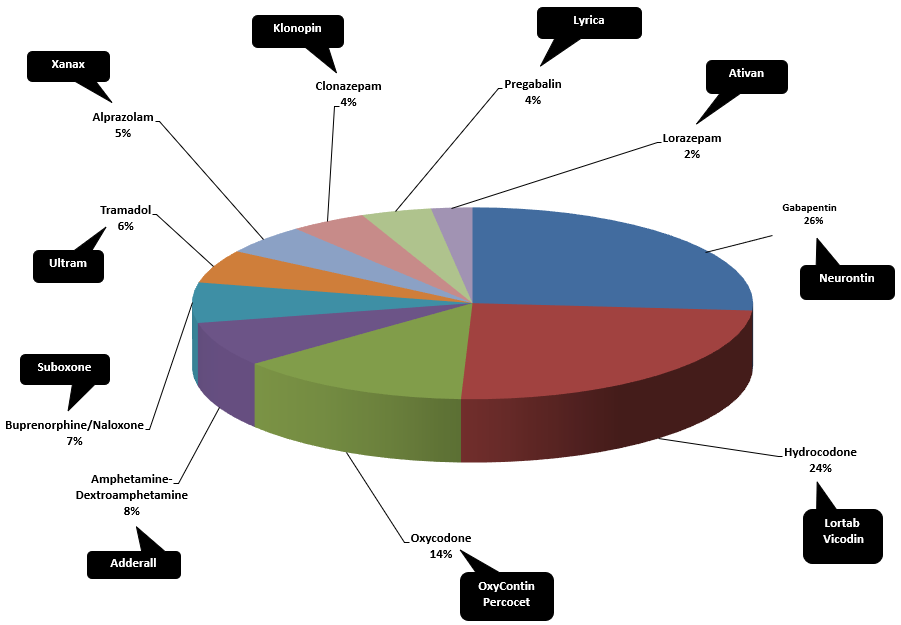 Klonopin
Lyrica
Xanax
Ativan
Clonazepam
4%
Pregabalin
4%
Alprazolam
5%
Lorazepam
2%
Tramadol
6%
Gabapentin
26%
Ultram
Neurontin
Suboxone
Buprenorphine/Naloxone
7%
Hydrocodone
24%
Amphetamine-
Dextroamphetamine
8%
Lortab
Vicodin
Oxycodone
14%
Adderall
OxyContin
Percocet